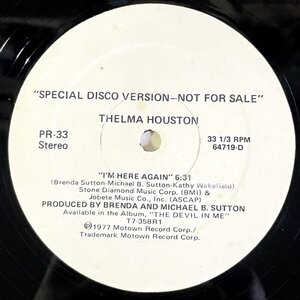 "SPECIAL DISCO VERSION—NOT FOR SALE"
THELMA HOUSTON
PR-33
Stereo
33 1/3 RPM
64719-D
"I'M HERE AGAIN" 6:31
(Brenda Sutton-Michael B. Sutton-Kathy Wakefield)
Stone Diamond Music Corp. (BMI) &
Jobete Music Co., Inc. (ASCAP)
PRODUCED BY BRENDA AND MICHAEL B. SUTTON
Available in the Album, "THE DEVIL IN ME"
T7-358R1
℗1977 Motown Record Corp./
Trademark Motown Record Corp.